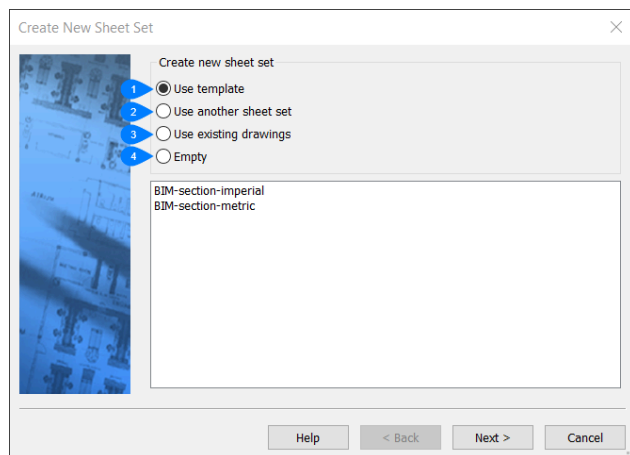 Create New Sheet Set
Create new sheet set
1 Use template
2 Use another sheet set
3 Use existing drawings
4 Empty
BIM-section-imperial
BIM-section-metric
Help < Back Next > Cancel